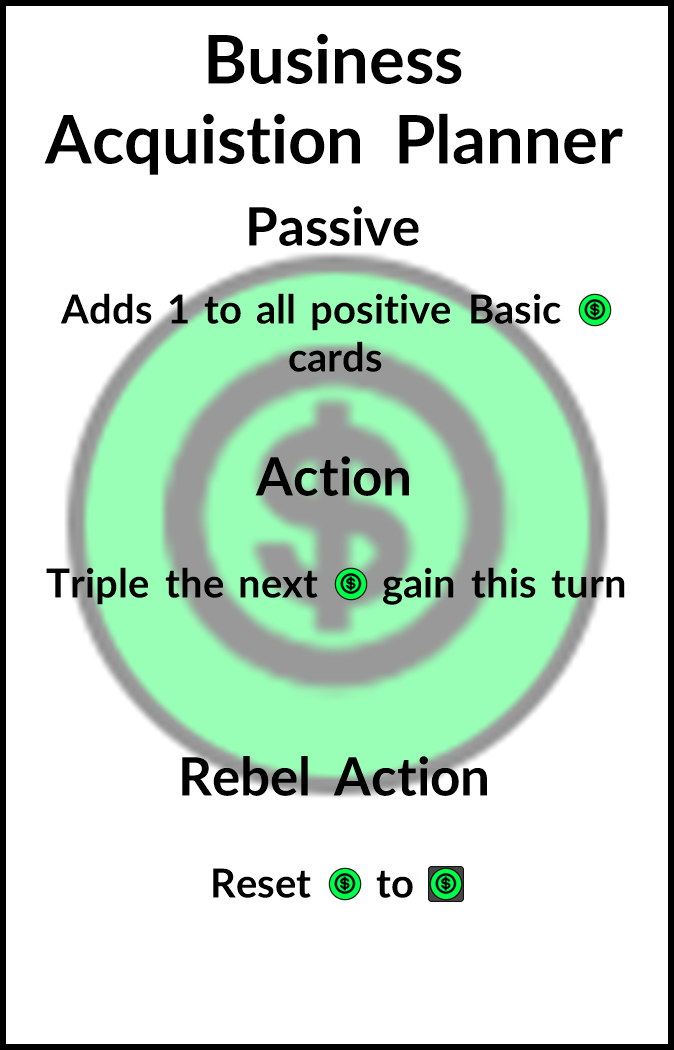 Business
Acquistion Planner
Passive
Adds 1 to all positive Basic $
cards
$
Action
Triple the next $ gain this turn
Rebel Action
Reset $ to $